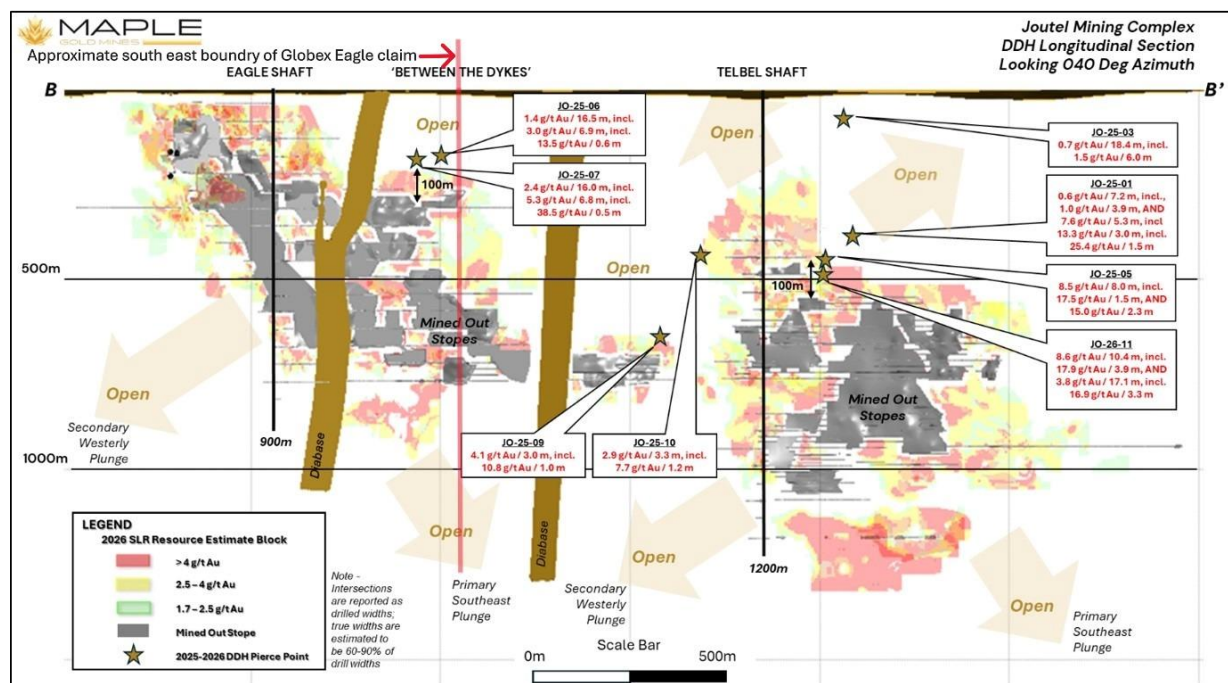 MAPLE
GOLD MINES
Joutel Mining Complex
DDH Longitudinal Section
Looking 040 Deg Azimuth
Approximate south east boundry of Globex Eagle claim
EAGLE SHAFT
'BETWEEN THE DYKES'
TELBEL SHAFT
B
B'
Open
JO-25-06
1.4 g/t Au / 16.5 m, incl.
3.0 g/t Au / 6.9 m, incl.
13.5 g/t Au / 0.6 m
JO-25-07
2.4 g/t Au / 16.0 m, incl.
5.3 g/t Au / 6.8 m, incl.
38.5 g/t Au / 0.5 m
100m
Open
Open
JO-25-03
0.7 g/t Au / 18.4 m, incl.
1.5 g/t Au / 6.0 m
JO-25-01
0.6 g/t Au / 7.2 m, incl.,
1.0 g/t Au / 3.9 m, AND
7.6 g/t Au / 5.3 m, incl
13.3 g/t Au / 3.0 m, incl.
25.4 g/t Au / 1.5 m
500m
Open
100m
JO-25-05
8.5 g/t Au / 8.0 m, incl.
17.5 g/t Au / 1.5 m, AND
15.0 g/t Au / 2.3 m
JO-26-11
8.6 g/t Au / 10.4 m, incl.
17.9 g/t Au / 3.9 m, AND
3.8 g/t Au / 17.1 m, incl.
16.9 g/t Au / 3.3 m
Mined Out
Stopes
Mined Out
Stopes
Open
Secondary
Westerly
Plunge
900m
Diabase
JO-25-09
4.1 g/t Au / 3.0 m, incl.
10.8 g/t Au / 1.0 m
JO-25-10
2.9 g/t Au / 3.3 m, incl.
7.7 g/t Au / 1.2 m
1000m
LEGEND
2026 SLR Resource Estimate Block
>4 g/t Au
2.5 – 4 g/t Au
1.7 – 2.5 g/t Au
Mined Out Stope
2025-2026 DDH Pierce Point
Note -
Intersections
are reported as
drilled widths;
true widths are
estimated to
be 60-90% of
drill widths
Open
Primary
Southeast
Plunge
Diabase
Open
Secondary
Westerly
Plunge
1200m
Open
Primary
Southeast
Plunge
Scale Bar
0m
500m